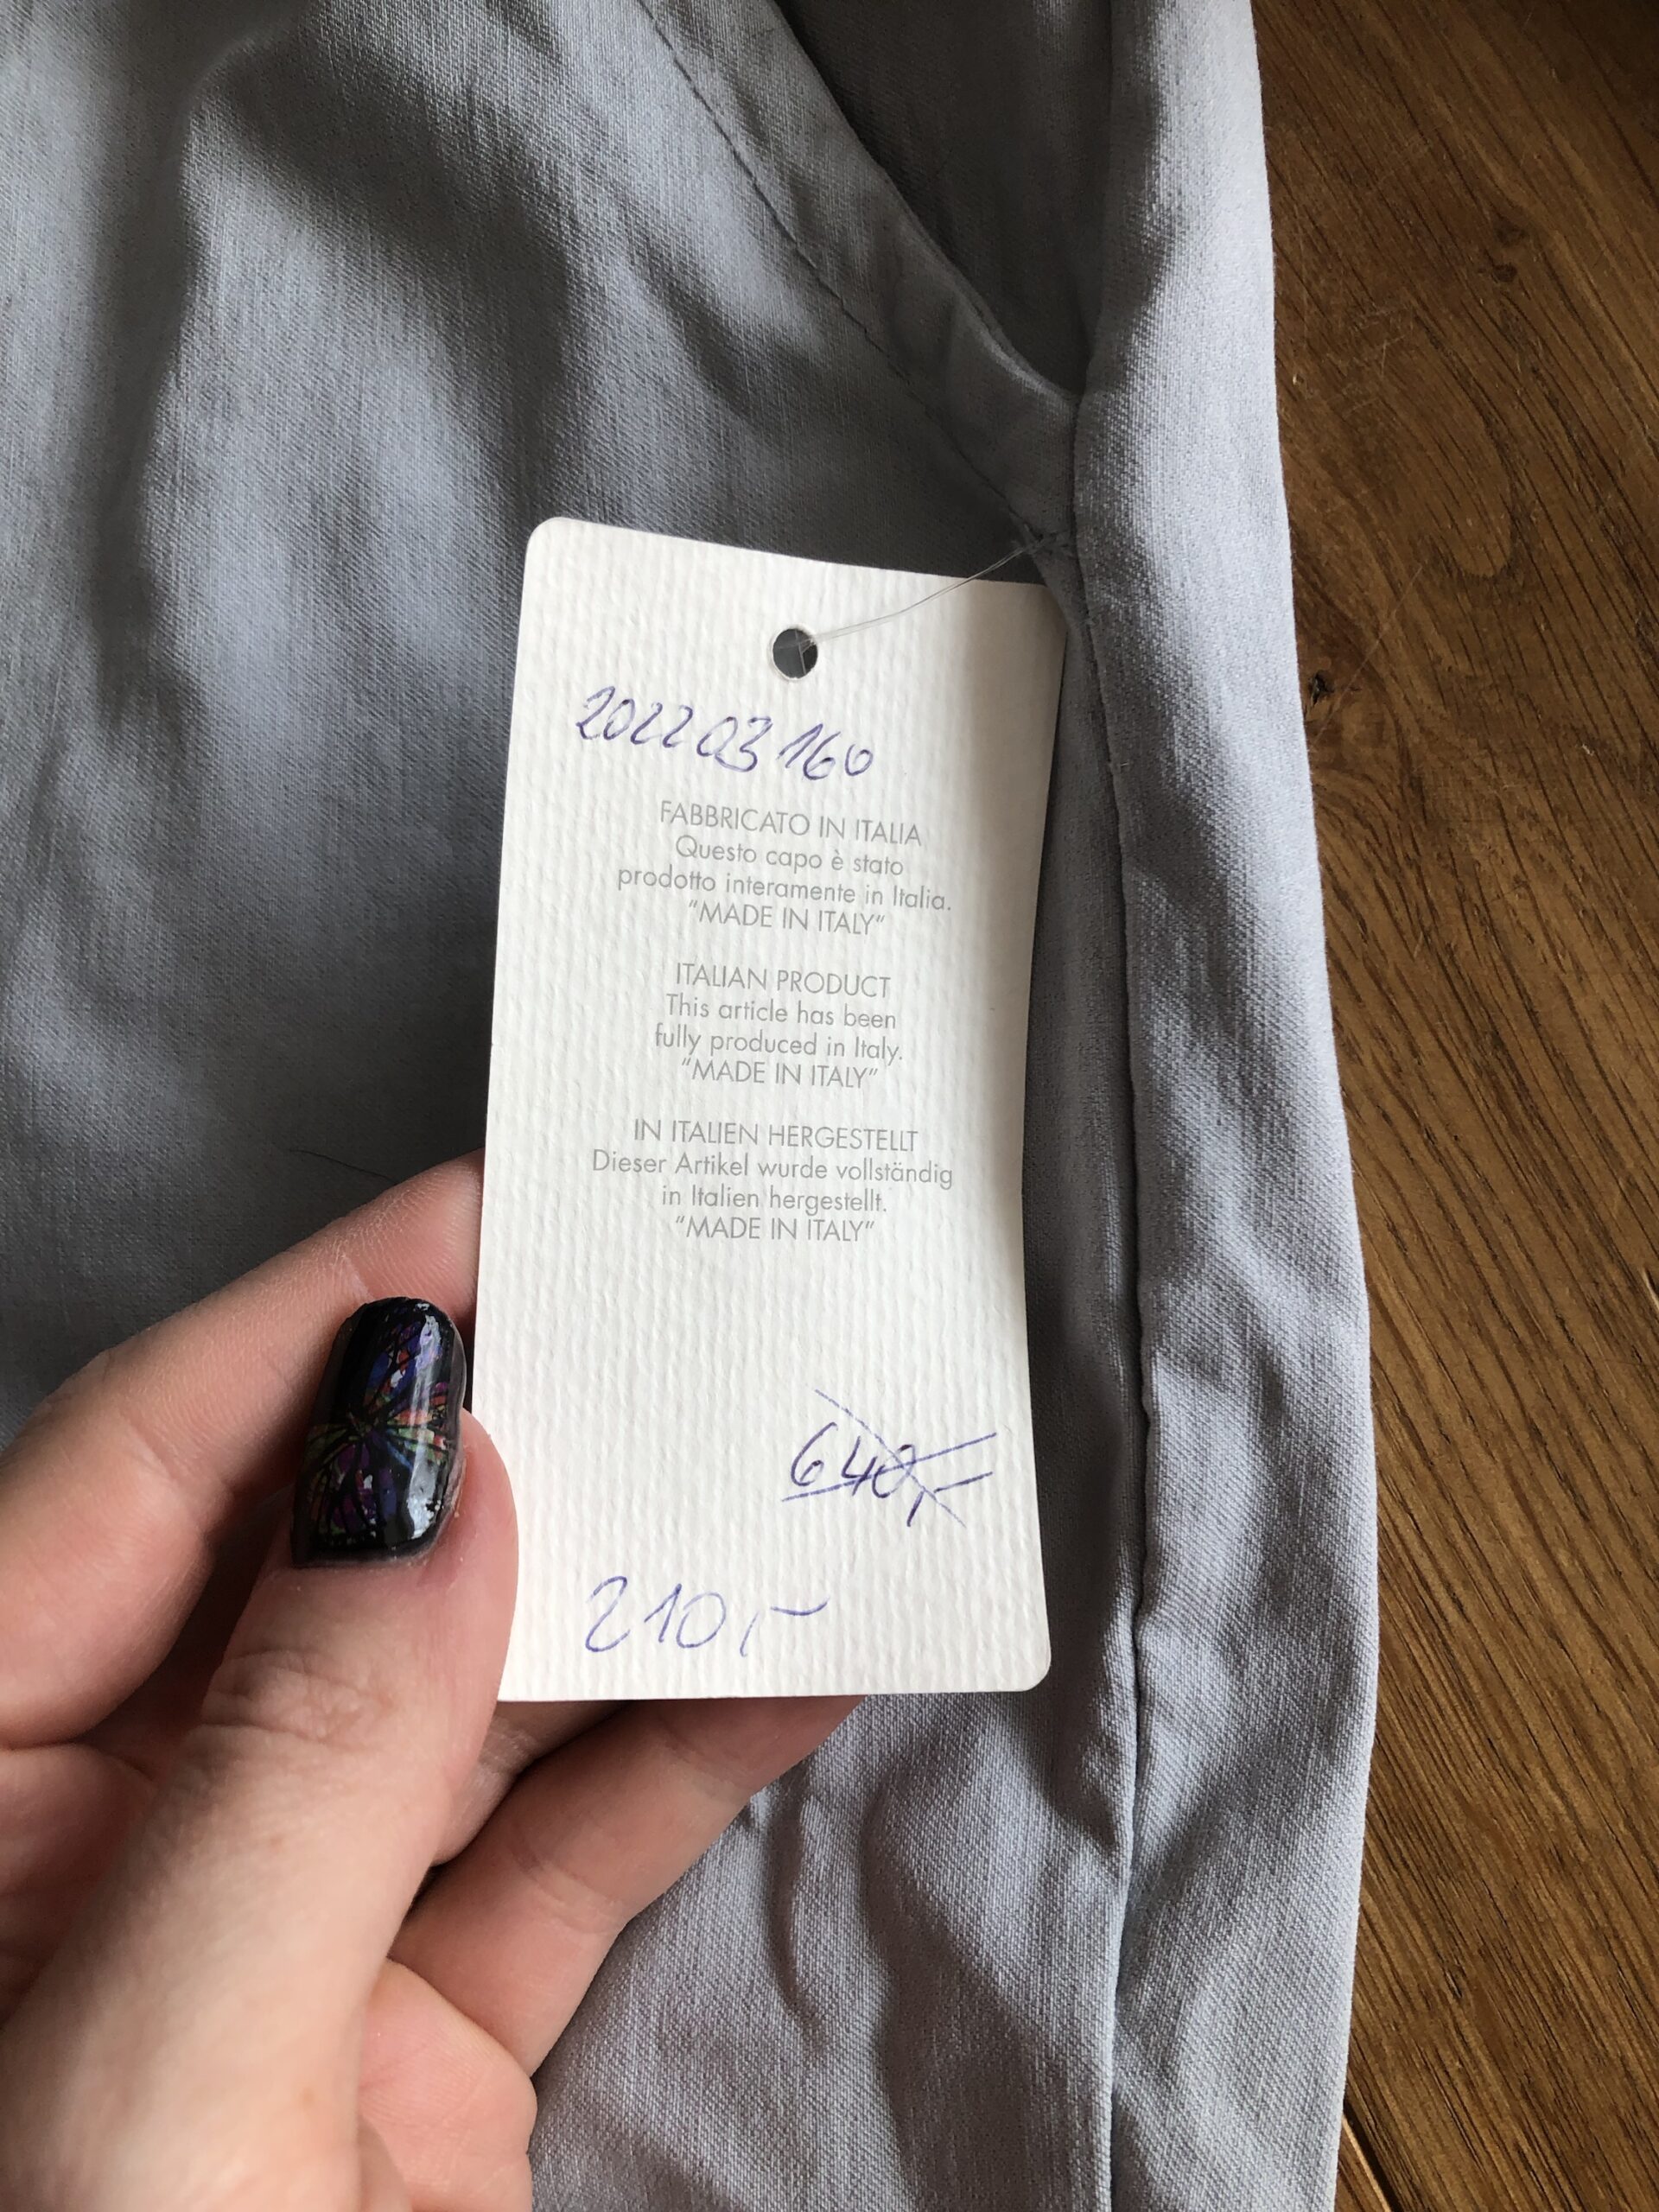 2022 03 160
FABBRICATO IN ITALIA
Questo capo è stato
prodotto interamente in Italia.
"MADE IN ITALY"
ITALIAN PRODUCT
This article has been
fully produced in Italy.
"MADE IN ITALY"
IN ITALIEN HERGESTELLT
Dieser Artikel wurde vollständig
in Italien hergestellt.
"MADE IN ITALY"
640,-
210,-